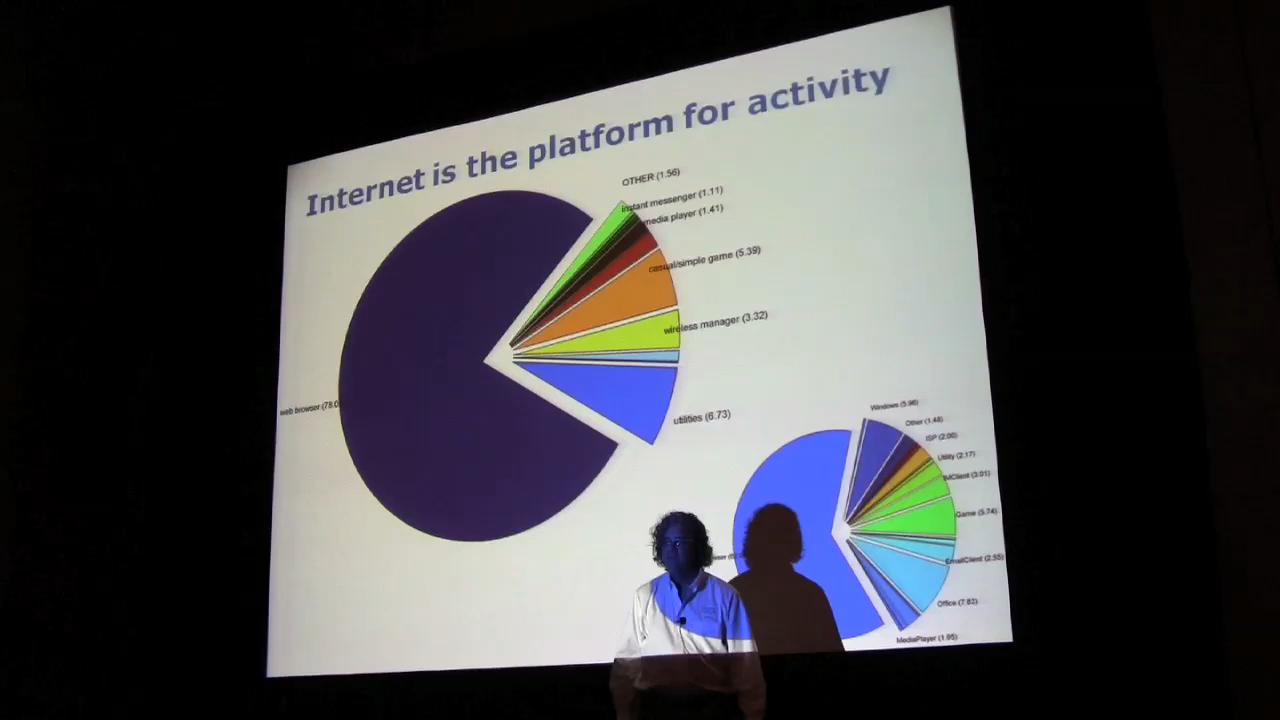 Internet is the platform for activity
OTHER (1.56)
instant messenger (1.11)
media player (1.41)
casual/simple game (5.39)
wireless manager (3.32)
web browser (78.0
utilities (6.73)
Windows (5.96)
Other (1.48)
ISP (2.00)
Utility (2.17)
IMClient (3.01)
Game (5.74)
EmailClient (2.55)
Office (7.82)
MediaPlayer (1.95)